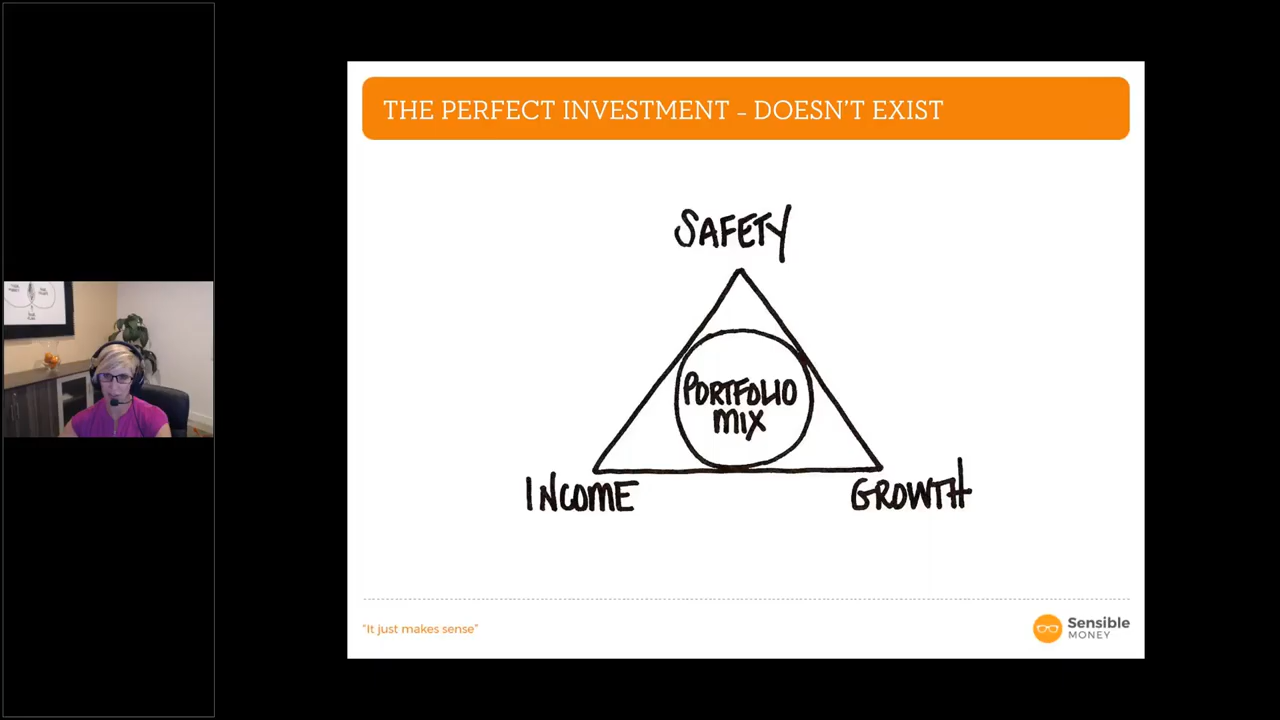 THE PERFECT INVESTMENT – DOESN'T EXIST
SAFETY
PORTFOLIO
MIX
INCOME
GROWTH
"It just makes sense"
Sensible
MONEY